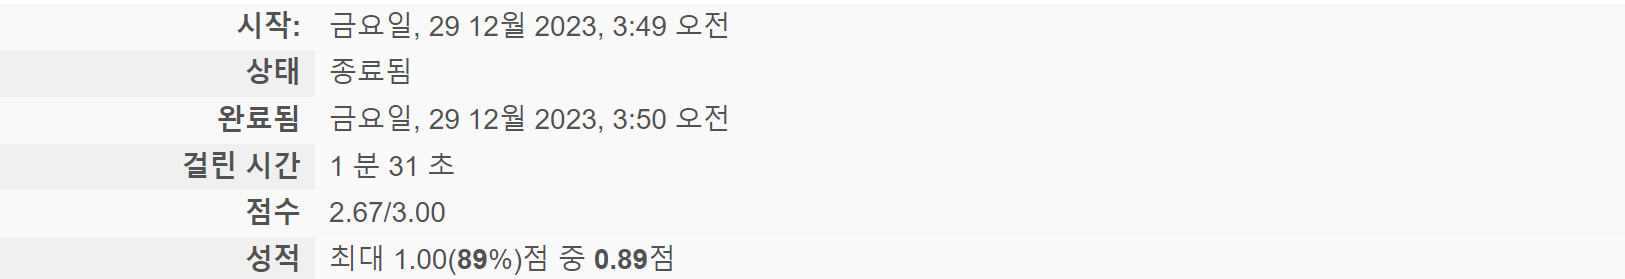 시작: 금요일, 29 12월 2023, 3:49 오전
상태 종료됨
완료됨 금요일, 29 12월 2023, 3:50 오전
걸린 시간 1 분 31 초
점수 2.67/3.00
성적 최대 1.00(89%)점 중 0.89점